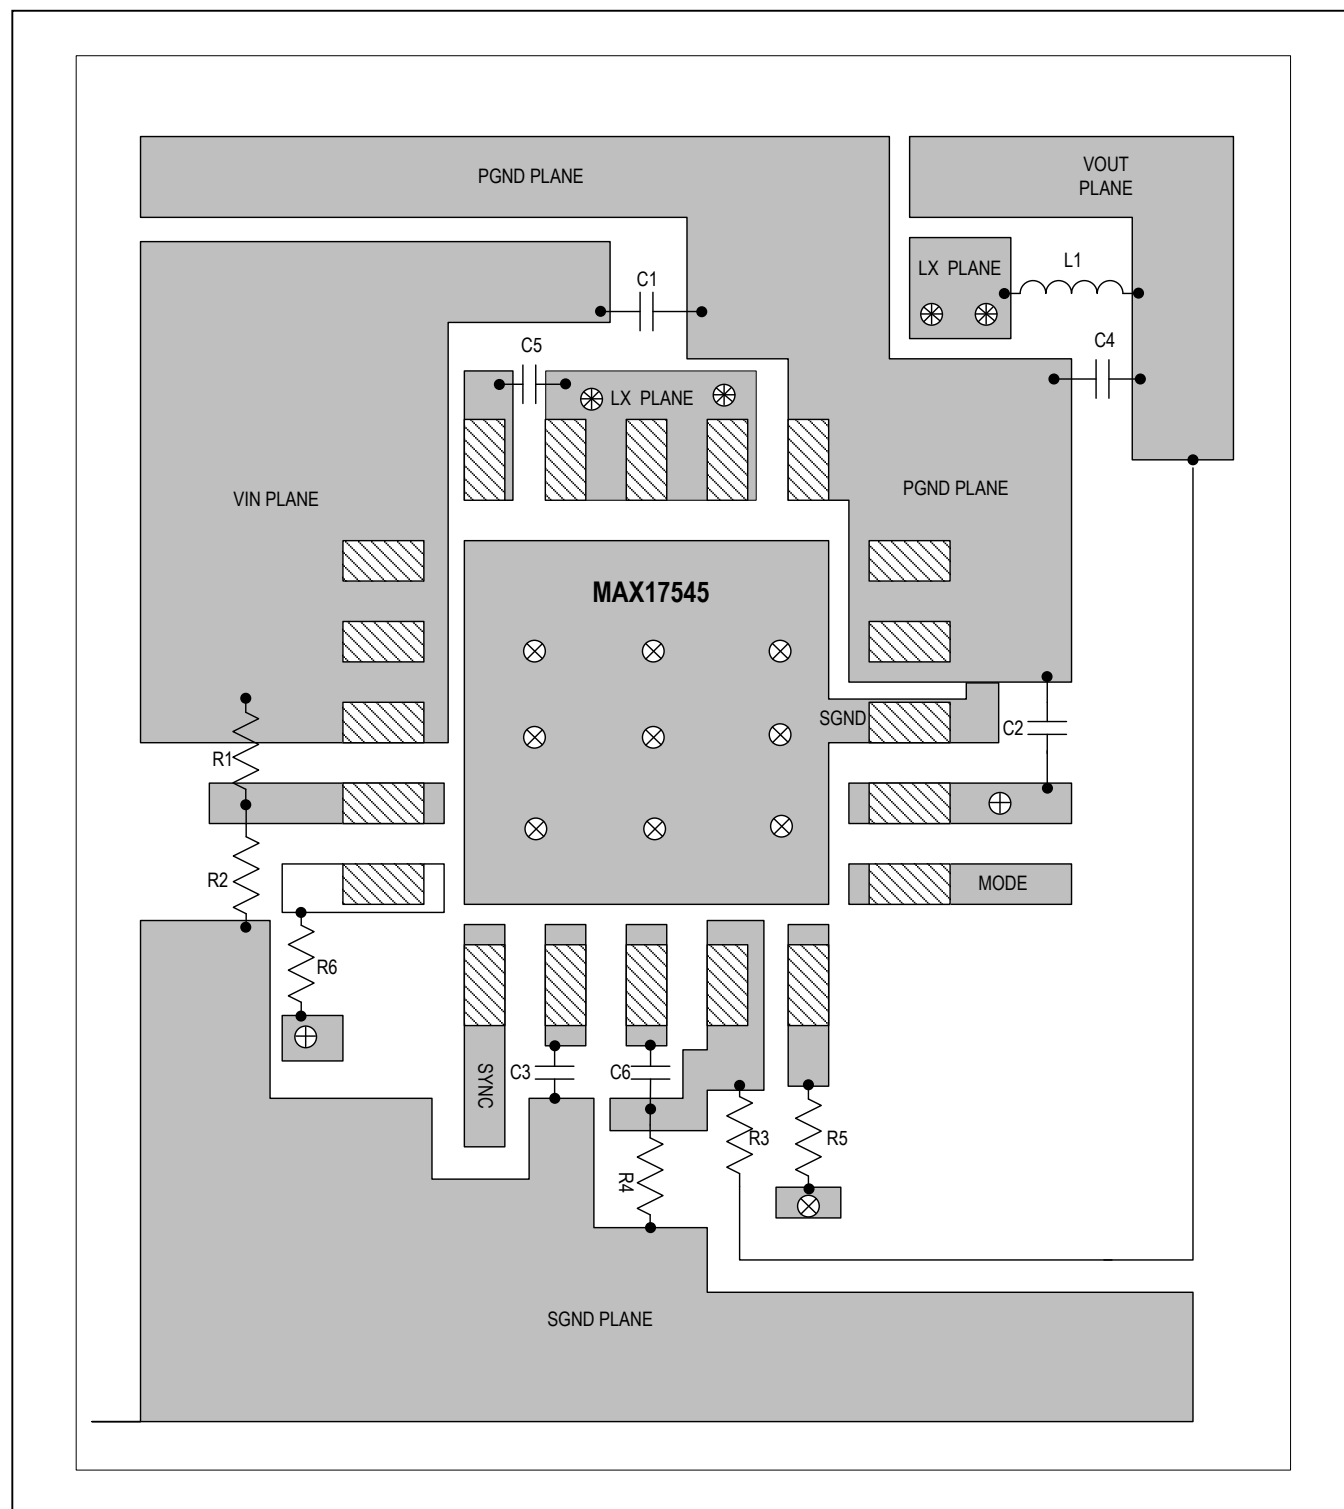 PGND PLANE
VOUT
PLANE
LX PLANE
L1
C1
C4
C5
LX PLANE
VIN PLANE
PGND PLANE
MAX17545
SGND
C2
R1
R2
MODE
R6
SYNC
C3
C6
R3
R5
R4
SGND PLANE